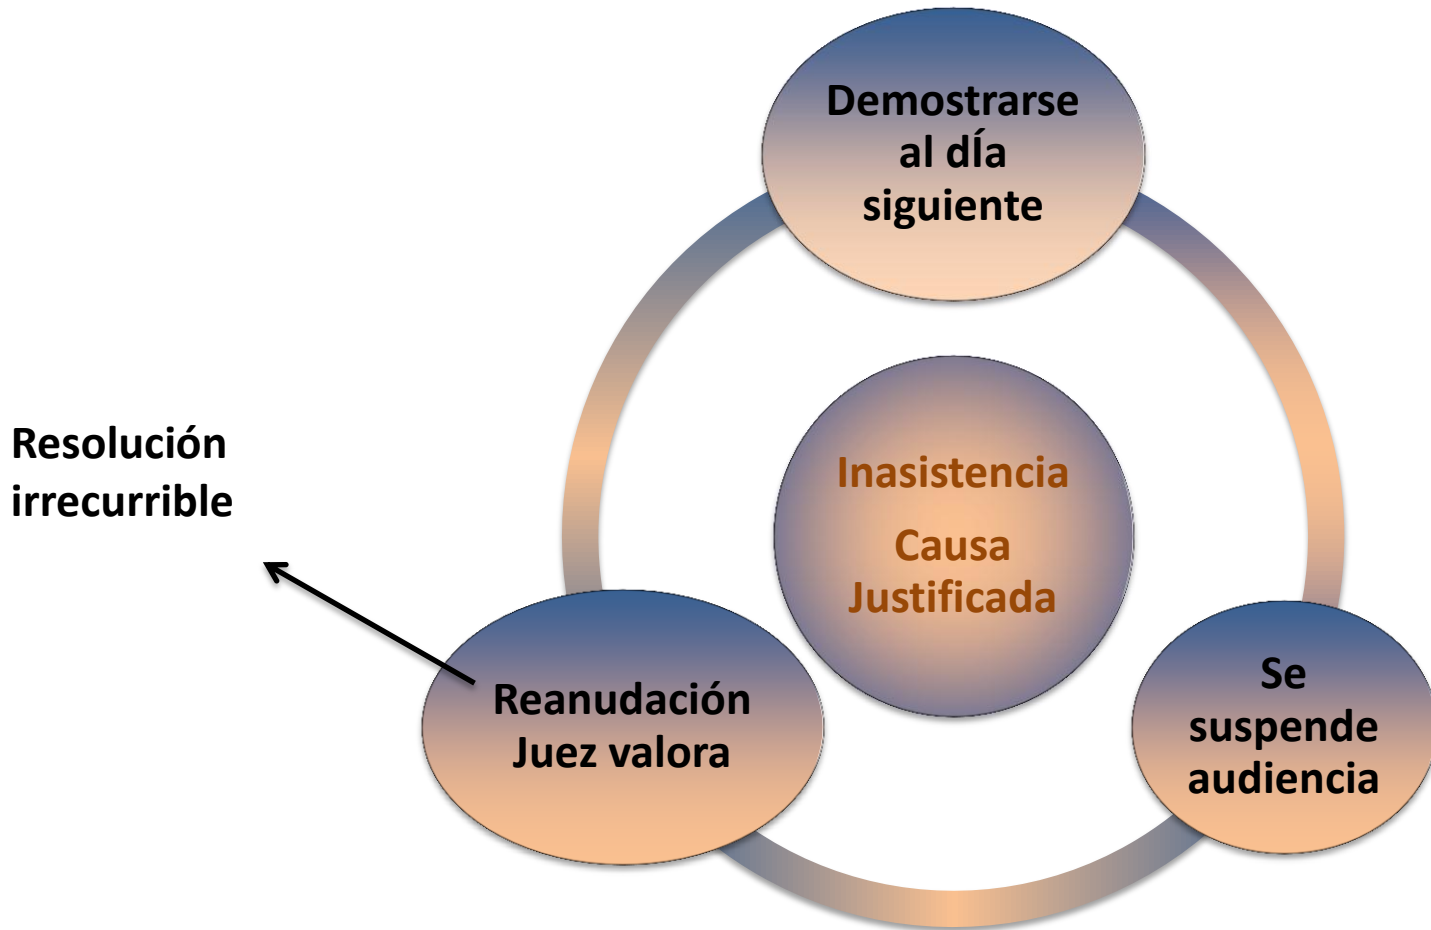 Demostrarse
al dÍa
siguiente
Resolución
irrecurrible
Inasistencia
Causa
Justificada
Reanudación
Juez valora
Se
suspende
audiencia